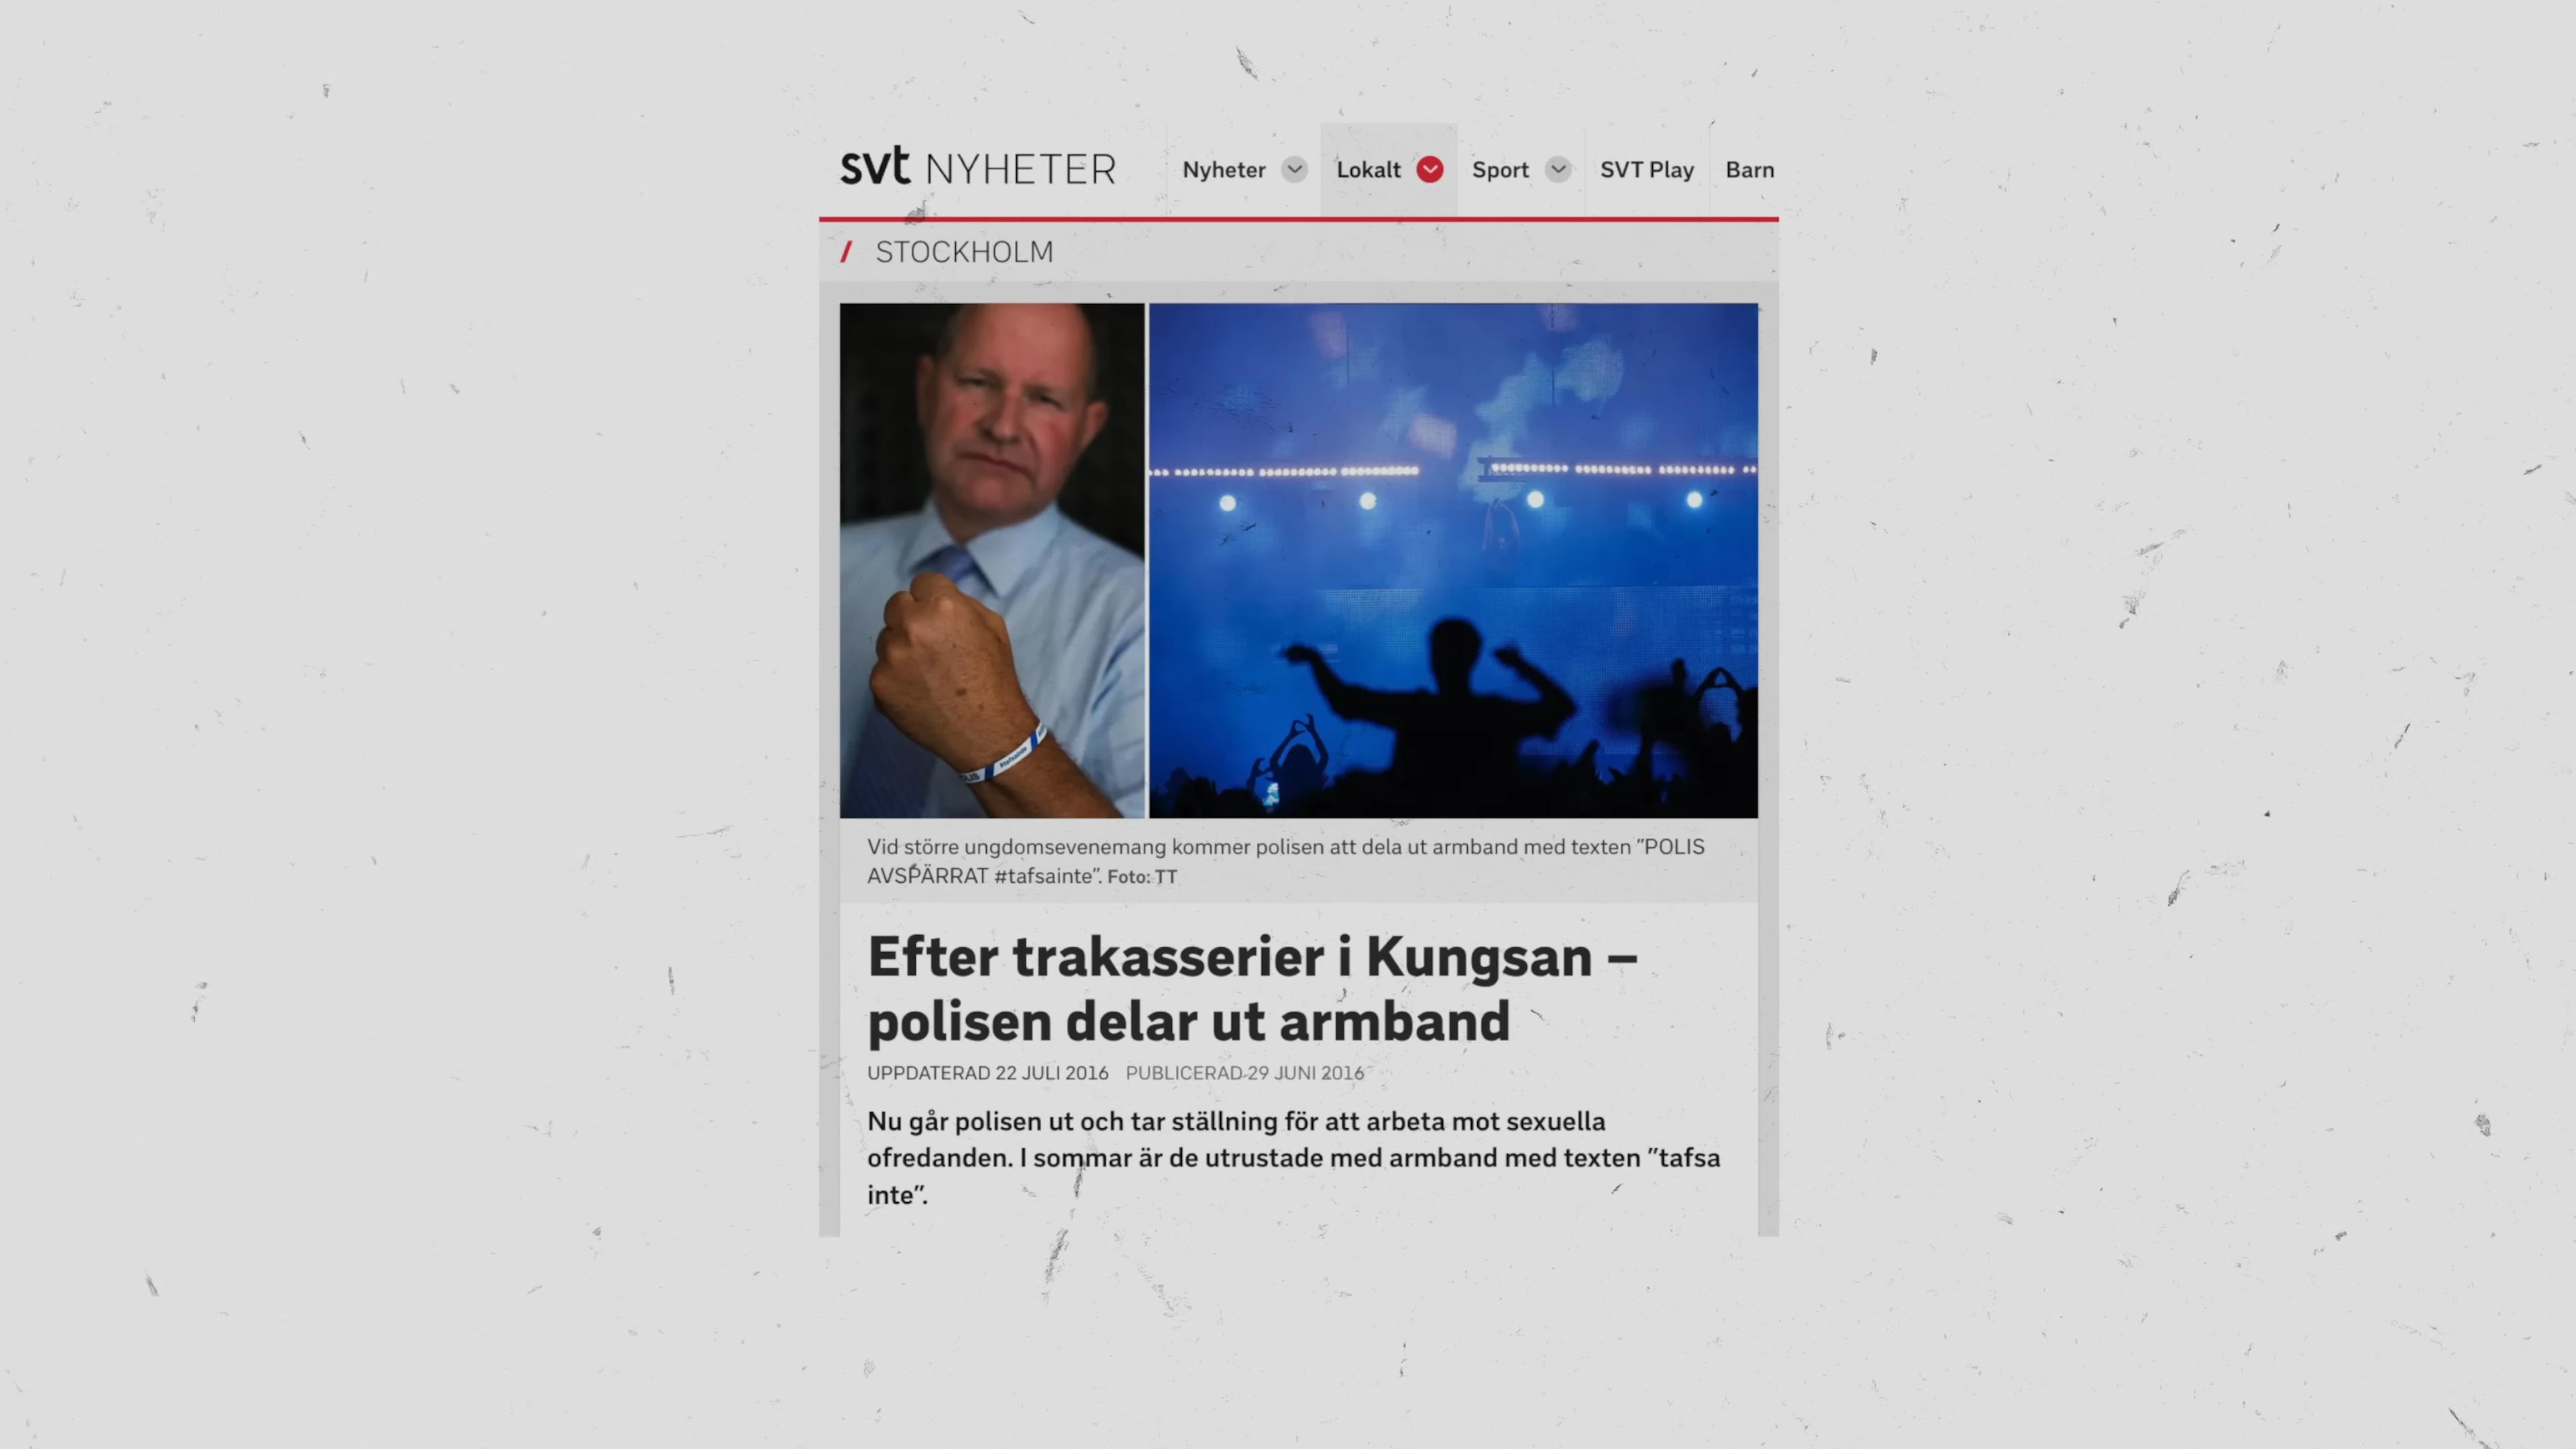 svt NYHETER
Nyheter
Lokalt
Sport
SVT Play
Barn
/ STOCKHOLM
#tafsainte
Vid större ungdomsevenemang kommer polisen att dela ut armband med texten ”POLIS
AVSPÄRRAT #tafsainte”. Foto: TT
Efter trakasserier i Kungsan –
polisen delar ut armband
UPPDATERAD 22 JULI 2016 PUBLICERAD 29 JUNI 2016
Nu går polisen ut och tar ställning för att arbeta mot sexuella
ofredanden. I sommar är de utrustade med armband med texten ”tafsa
inte”.